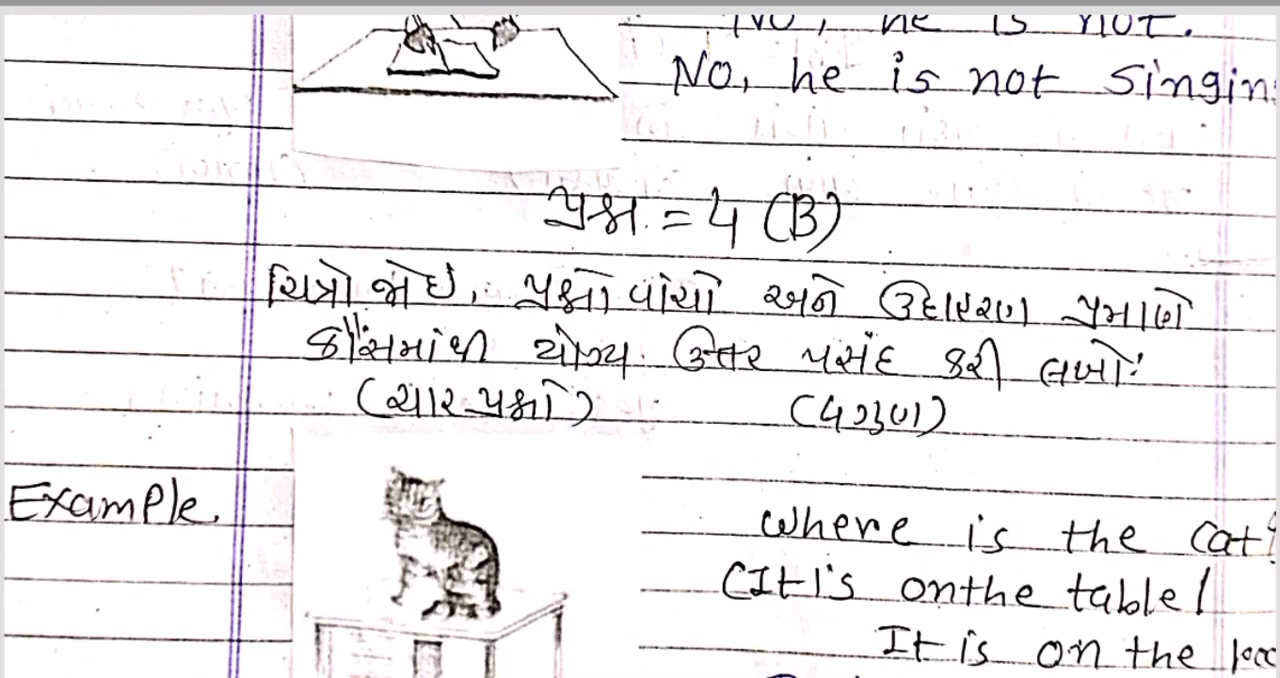 No, he is not.
No, he is not singin
પ્રશ્ન = 4 (B)
ચિત્રો જોઈ, પ્રશ્નો વાંચો અને ઉદાહરણ પ્રમાણે
કૌંસમાંથી યોગ્ય ઉત્તર પસંદ કરી લખો:
(ચાર પ્રશ્નો) (4 ગુણ)
Example.
Where is the cat?
(It is on the table /
It is on the